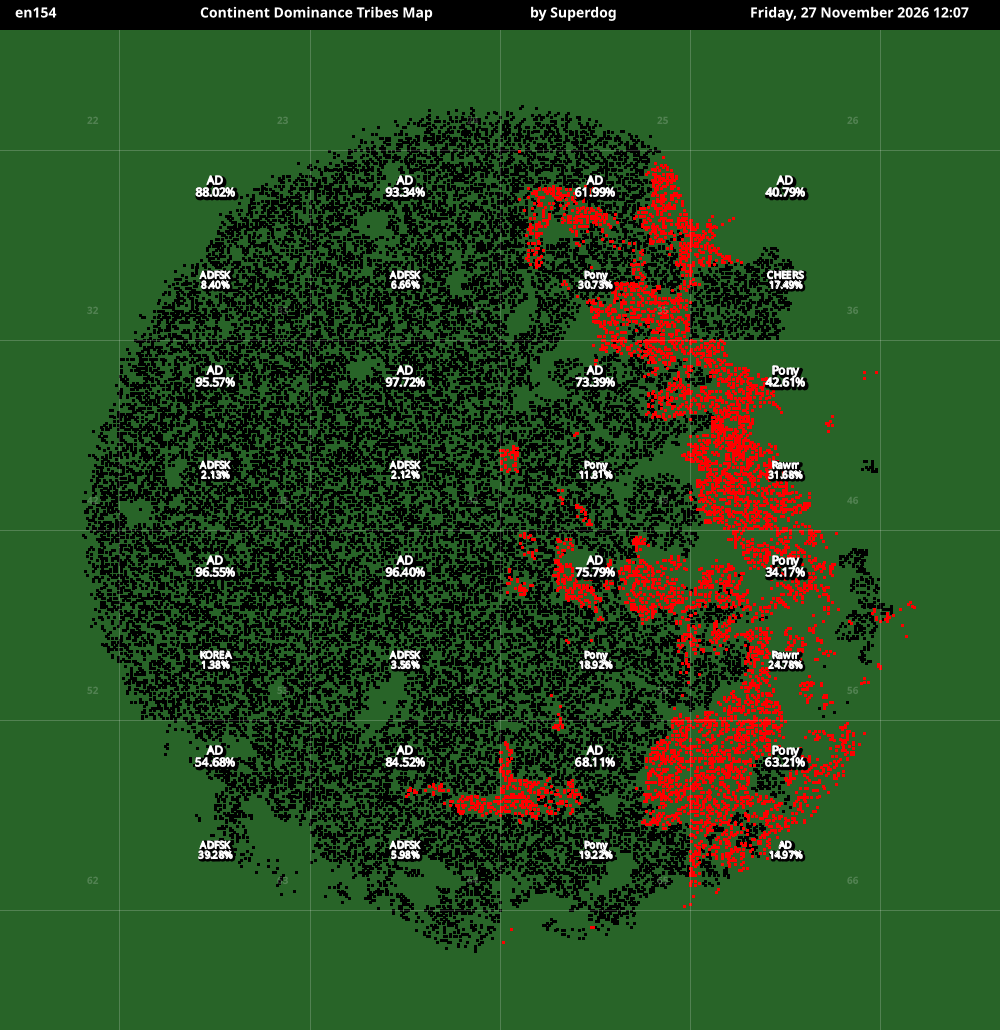 en154 Continent Dominance Tribes Map by Superdog Friday, 27 November 2026 12:07
22 23 25 26
AD AD AD AD
88.02% 93.34% 61.99% 40.79%
ADFSK ADFSK Pony CHEERS
8.40% 6.66% 30.73% 17.49%
32 35 36
AD AD AD Pony
95.57% 97.72% 73.39% 42.61%
ADFSK ADFSK Pony Rawrr
2.13% 2.12% 11.81% 31.68%
46
AD AD AD Pony
96.55% 96.40% 75.79% 34.17%
KOREA ADFSK Pony Rawrr
1.38% 3.56% 18.92% 24.78%
52 56
AD AD AD Pony
54.68% 84.52% 68.11% 63.21%
ADFSK ADFSK Pony AD
39.28% 5.98% 19.22% 14.97%
62 66